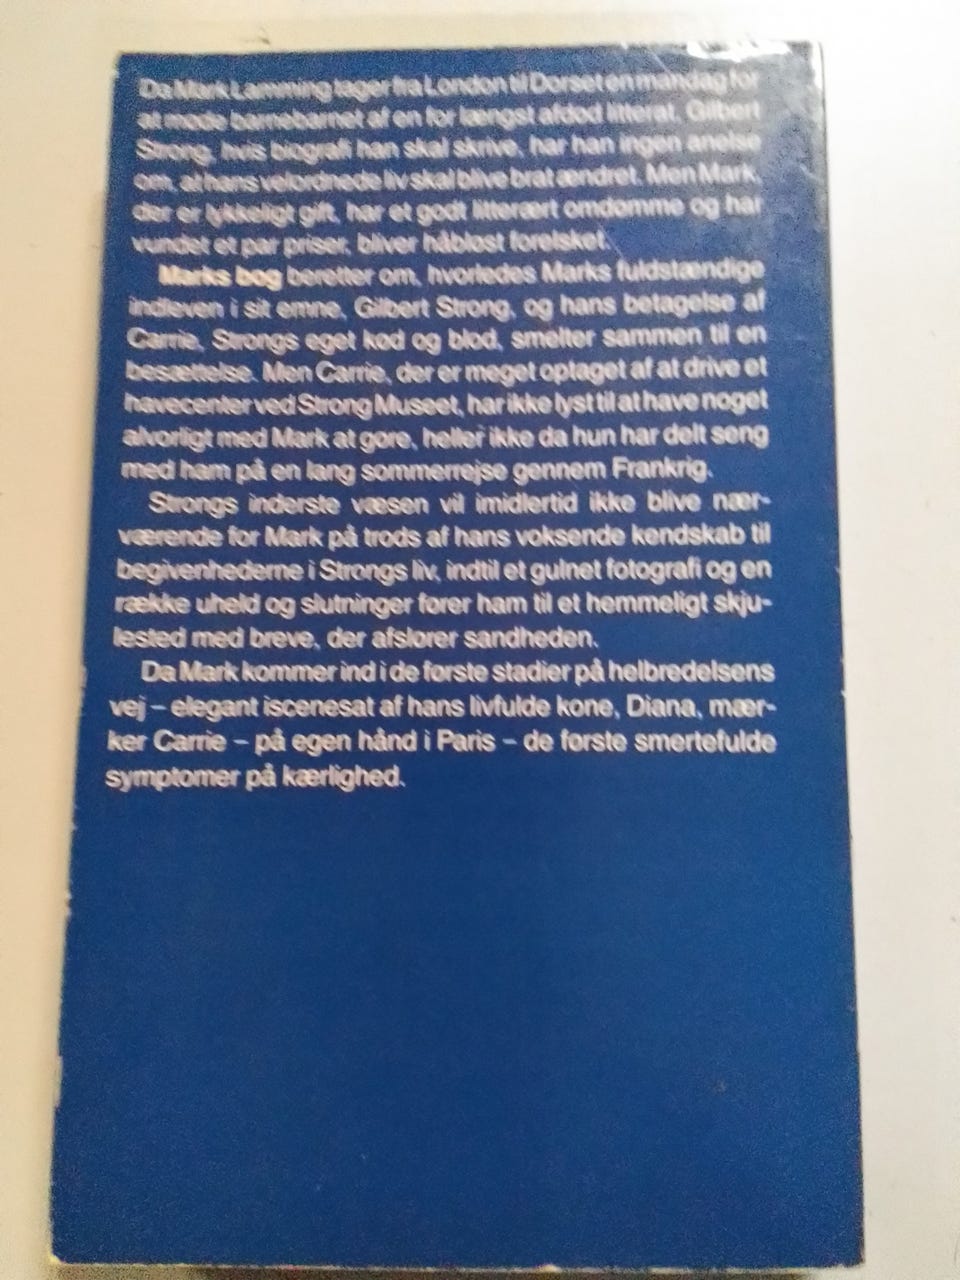 Da Mark Lamming tager fra London til Dorset en mandag for
at møde barnebarnet af en for længst afdød litterat, Gilbert
Strong, hvis biografi han skal skrive, har han ingen anelse
om, at hans velordnede liv skal blive brat ændret. Men Mark,
der er lykkeligt gift, har et godt litterært omdømme og har
vundet et par priser, bliver håbløst forelsket.
Marks bog beretter om, hvorledes Marks fuldstændige
indleven i sit emne, Gilbert Strong, og hans betagelse af
Carrie, Strongs eget kød og blod, smelter sammen til en
besættelse. Men Carrie, der er meget optaget af at drive et
havecenter ved Strong Museet, har ikke lyst til at have noget
alvorligt med Mark at gøre, heller ikke da hun har delt seng
med ham på en lang sommerrejse gennem Frankrig.
Strongs inderste væsen vil imidlertid ikke blive nær-
værende for Mark på trods af hans voksende kendskab til
begivenhederne i Strongs liv, indtil et gulnet fotografi og en
række uheld og slutninger fører ham til et hemmeligt skju-
lested med breve, der afslører sandheden.
Da Mark kommer ind i de første stadier på helbredelsens
vej – elegant iscenesat af hans livfulde kone, Diana, mær-
ker Carrie – på egen hånd i Paris – de første smertefulde
symptomer på kærlighed.